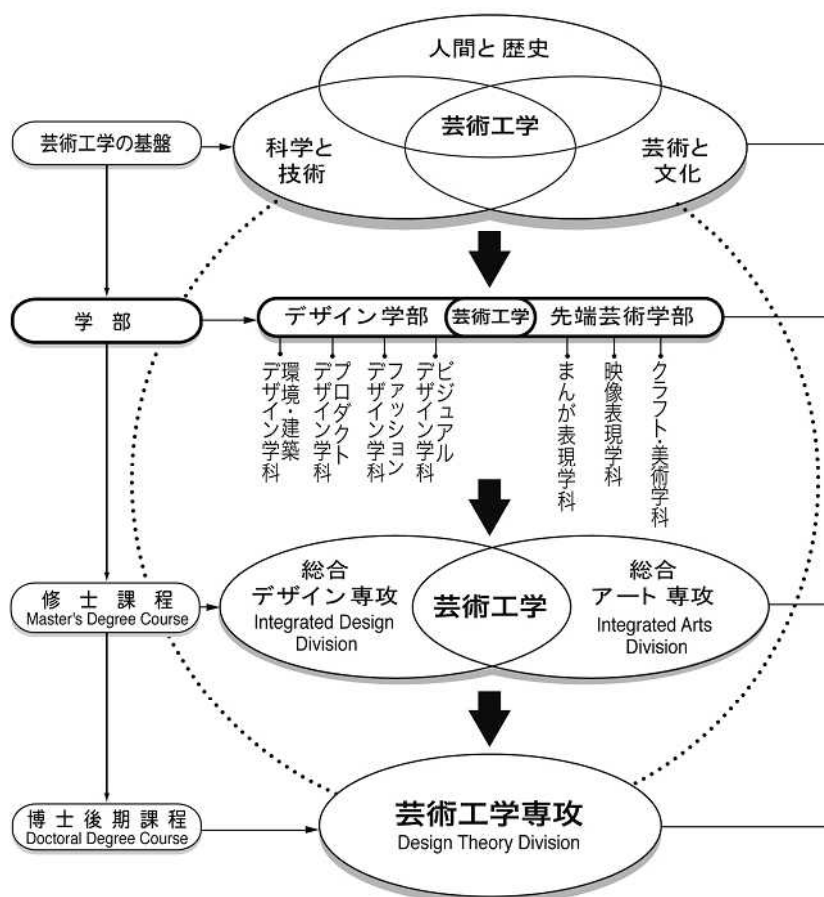 人間と歴史
芸術工学の基盤
芸術工学
科学と
技術
芸術と
文化
学部
デザイン学部
芸術工学
先端芸術学部
環境・建築
デザイン学科
プロダクト
デザイン学科
ファッション
デザイン学科
ビジュアル
デザイン学科
まんが表現学科
映像表現学科
クラフト・美術学科
修士課程
Master's Degree Course
総合
デザイン専攻
Integrated Design
Division
芸術工学
総合
アート専攻
Integrated Arts
Division
博士後期課程
Doctoral Degree Course
芸術工学専攻
Design Theory Division